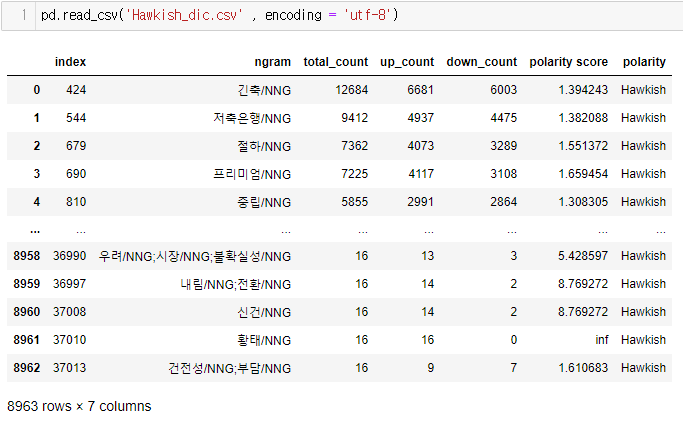 1 pd.read_csv('Hawkish_dic.csv' , encoding = 'utf-8')
index ngram total_count up_count down_count polarity score polarity
0 424 긴축/NNG 12684 6681 6003 1.394243 Hawkish
1 544 저축은행/NNG 9412 4937 4475 1.382088 Hawkish
2 679 절하/NNG 7362 4073 3289 1.551372 Hawkish
3 690 프리미엄/NNG 7225 4117 3108 1.659454 Hawkish
4 810 중립/NNG 5855 2991 2864 1.308305 Hawkish
... ... ... ... ... ... ... ...
8958 36990 우려/NNG;시장/NNG;불확실성/NNG 16 13 3 5.428597 Hawkish
8959 36997 내림/NNG;전환/NNG 16 14 2 8.769272 Hawkish
8960 37008 신건/NNG 16 14 2 8.769272 Hawkish
8961 37010 황태/NNG 16 16 0 inf Hawkish
8962 37013 건전성/NNG;부담/NNG 16 9 7 1.610683 Hawkish
8963 rows × 7 columns